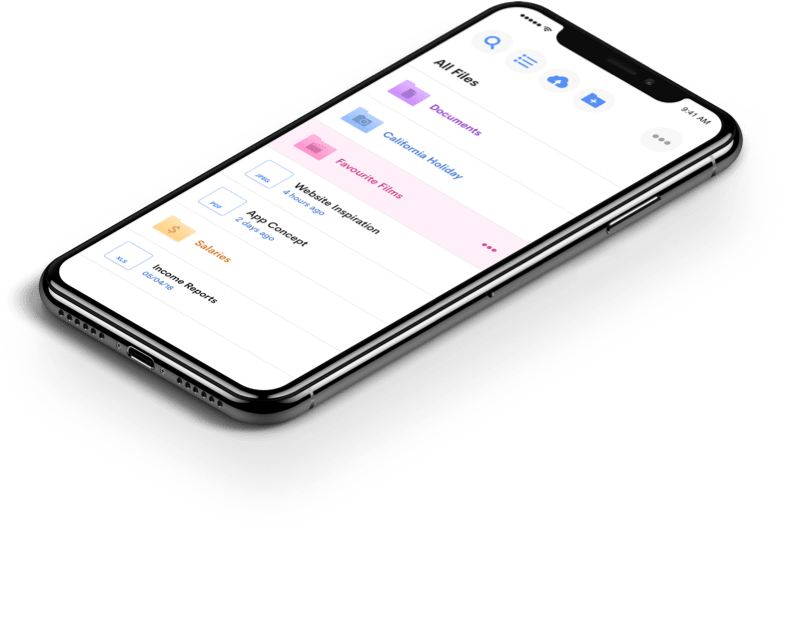 9:41 AM
All Files
Documents
California Holiday
Favourite Films
JPEG
Website Inspiration
4 hours ago
PDF
App Concept
2 days ago
$
Salaries
XLS
Income Reports
05/04/18